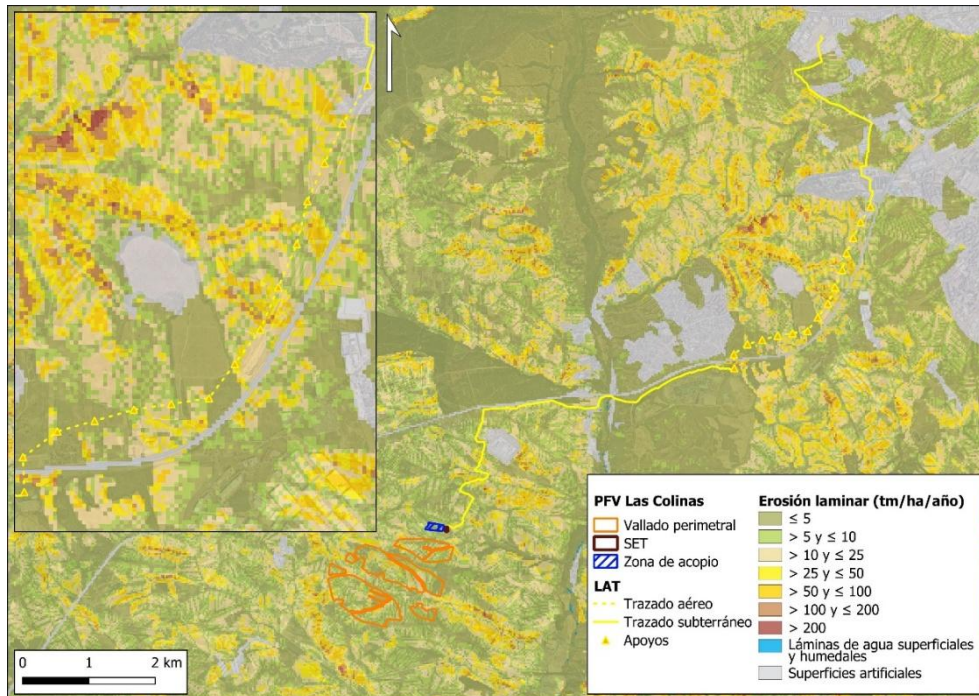 PFV Las Colinas
Vallado perimetral
SET
Zona de acopio
LAT
Trazado aéreo
Trazado subterráneo
Apoyos
Erosión laminar (tm/ha/año)
≤ 5
> 5 y ≤ 10
> 10 y ≤ 25
> 25 y ≤ 50
> 50 y ≤ 100
> 100 y ≤ 200
> 200
Láminas de agua superficiales
y humedales
Superficies artificiales
0 1 2 km